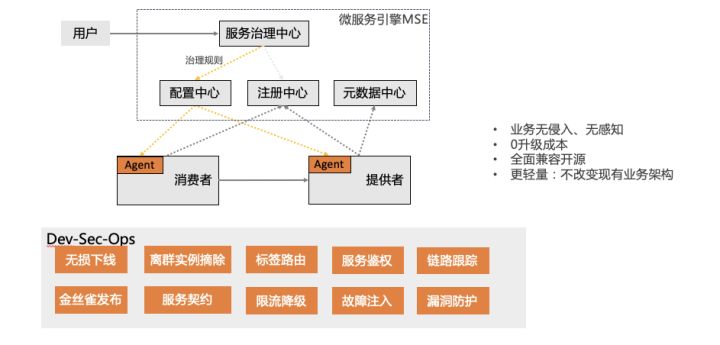 微服务引擎MSE
用户
服务治理中心
治理规则
配置中心
注册中心
元数据中心
Agent
消费者
Agent
提供者
• 业务无侵入、无感知
• 0升级成本
• 全面兼容开源
• 更轻量：不改变现有业务架构
Dev-Sec-Ops
无损下线
离群实例摘除
标签路由
服务鉴权
链路跟踪
金丝雀发布
服务契约
限流降级
故障注入
漏洞防护